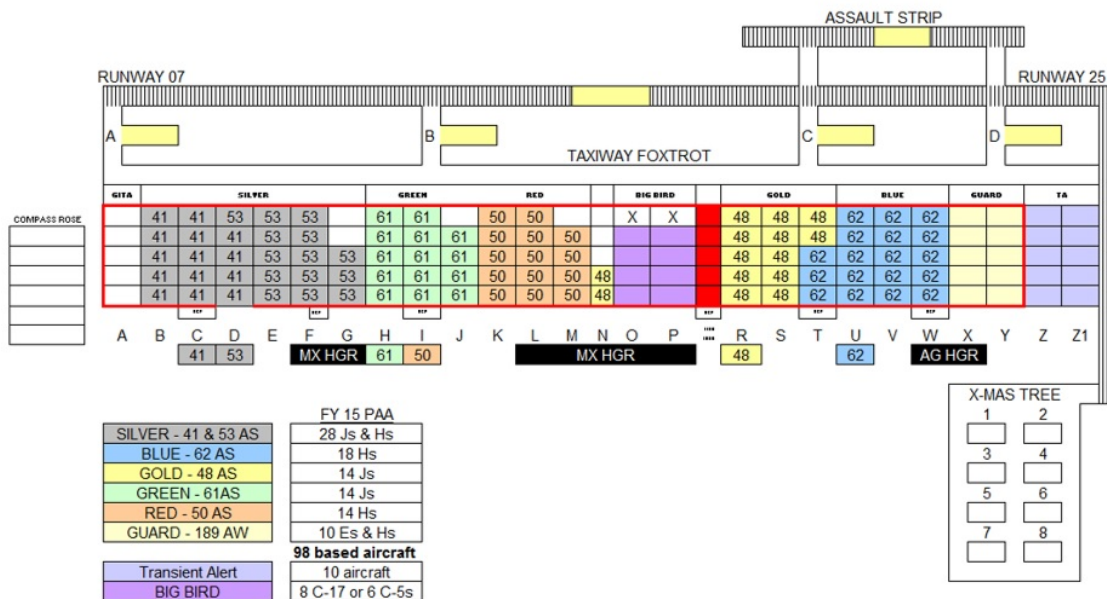 ASSAULT STRIP
RUNWAY 07
RUNWAY 25
A B C D
TAXIWAY FOXTROT
GITA SILVER GREEN RED BIG BIRD GOLD BLUE GUARD TA
COMPASS ROSE
41 41 53 53 53 61 61 50 50 X X 48 48 48 62 62 62
41 41 41 53 53 61 61 61 50 50 50 48 48 48 62 62 62
41 41 41 53 53 53 61 61 61 50 50 50 48 48 62 62 62 62
41 41 41 53 53 53 61 61 61 50 50 50 48 48 48 62 62 62 62
41 41 41 53 53 53 61 61 61 50 50 50 48 48 48 62 62 62 62
A B C D E F G H I J K L M N O P R S T U V W X Y Z Z1
41 53 MX HGR 61 50 MX HGR 48 62 AG HGR
X-MAS TREE
1 2
3 4
5 6
7 8
FY 15 PAA
SILVER - 41 & 53 AS 28 Js & Hs
BLUE - 62 AS 18 Hs
GOLD - 48 AS 14 Js
GREEN - 61AS 14 Js
RED - 50 AS 14 Hs
GUARD - 189 AW 10 Es & Hs
98 based aircraft
Transient Alert 10 aircraft
BIG BIRD 8 C-17 or 6 C-5s